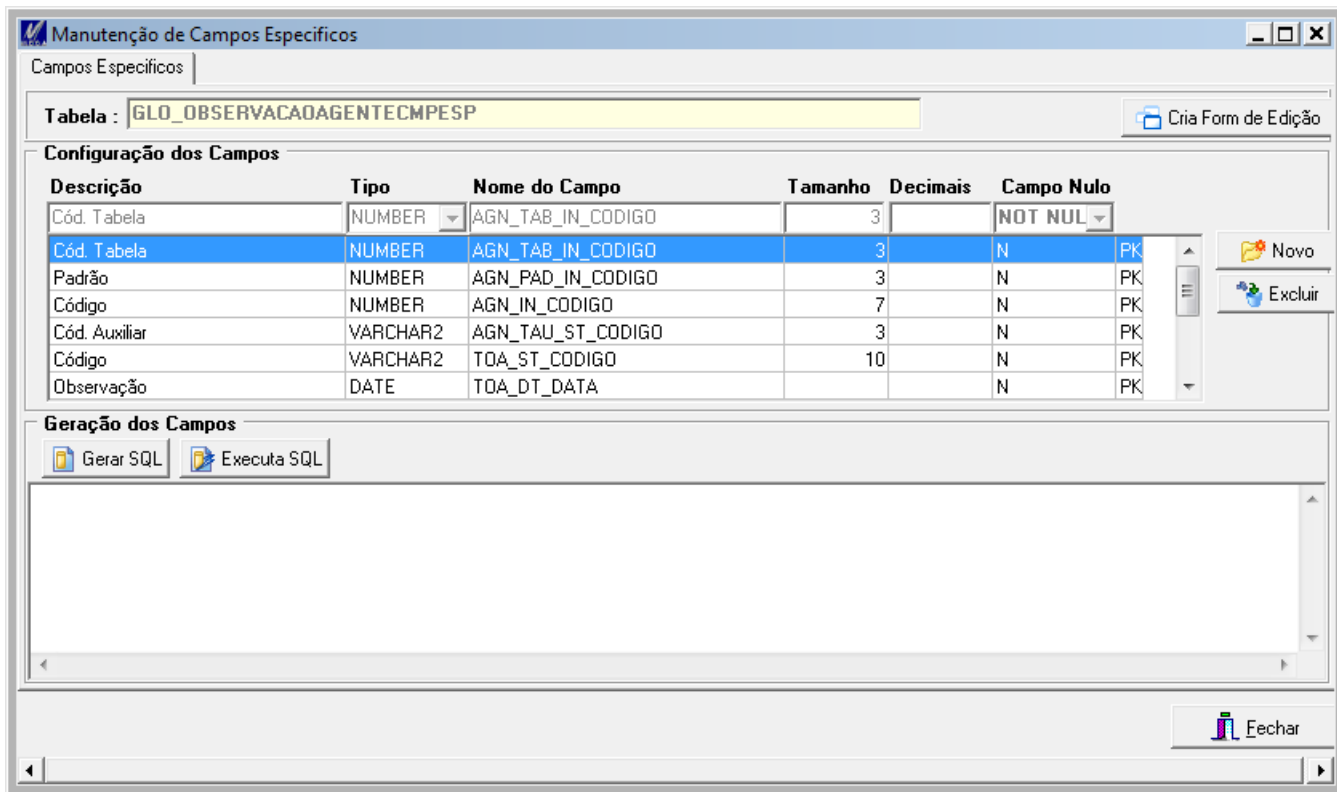 Manutenção de Campos Especificos
Campos Especificos
Tabela : GLO_OBSERVACAOAGENTECMPESP
Cria Form de Edição
Configuração dos Campos
Descrição Tipo Nome do Campo Tamanho Decimais Campo Nulo
Cód. Tabela NUMBER AGN_TAB_IN_CODIGO 3 NOT NUL
Cód. Tabela NUMBER AGN_TAB_IN_CODIGO 3 N PK
Padrão NUMBER AGN_PAD_IN_CODIGO 3 N PK
Código NUMBER AGN_IN_CODIGO 7 N PK
Cód. Auxiliar VARCHAR2 AGN_TAU_ST_CODIGO 3 N PK
Código VARCHAR2 TOA_ST_CODIGO 10 N PK
Observação DATE TOA_DT_DATA N PK
Novo
Excluir
Geração dos Campos
Gerar SQL Executa SQL
Fechar